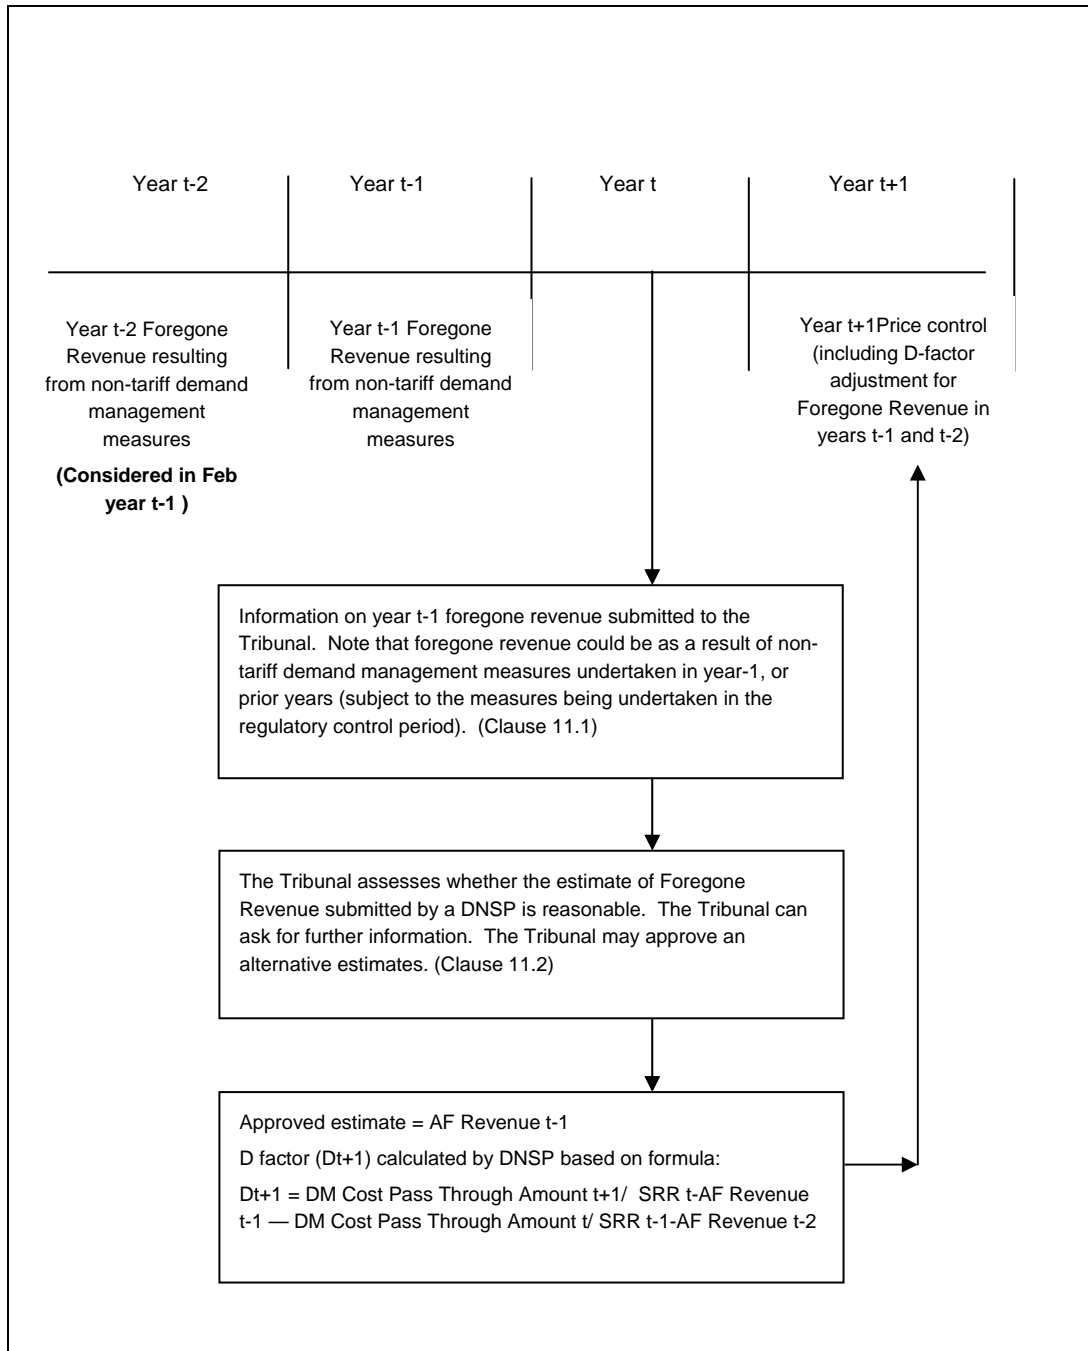 Year t-2
Year t-1
Year t
Year t+1
Year t-2 Foregone
Revenue resulting
from non-tariff demand
management
measures
(Considered in Feb
year t-1 )
Year t-1 Foregone
Revenue resulting
from non-tariff demand
management
measures
Year t+1Price control
(including D-factor
adjustment for
Foregone Revenue in
years t-1 and t-2)
Information on year t-1 foregone revenue submitted to the
Tribunal.  Note that foregone revenue could be as a result of non-
tariff demand management measures undertaken in year-1, or
prior years (subject to the measures being undertaken in the
regulatory control period).  (Clause 11.1)
The Tribunal assesses whether the estimate of Foregone
Revenue submitted by a DNSP is reasonable.  The Tribunal can
ask for further information.  The Tribunal may approve an
alternative estimates. (Clause 11.2)
Approved estimate = AF Revenue t-1
D factor (Dt+1) calculated by DNSP based on formula:
Dt+1 = DM Cost Pass Through Amount t+1/  SRR t-AF Revenue
t-1 — DM Cost Pass Through Amount t/ SRR t-1-AF Revenue t-2